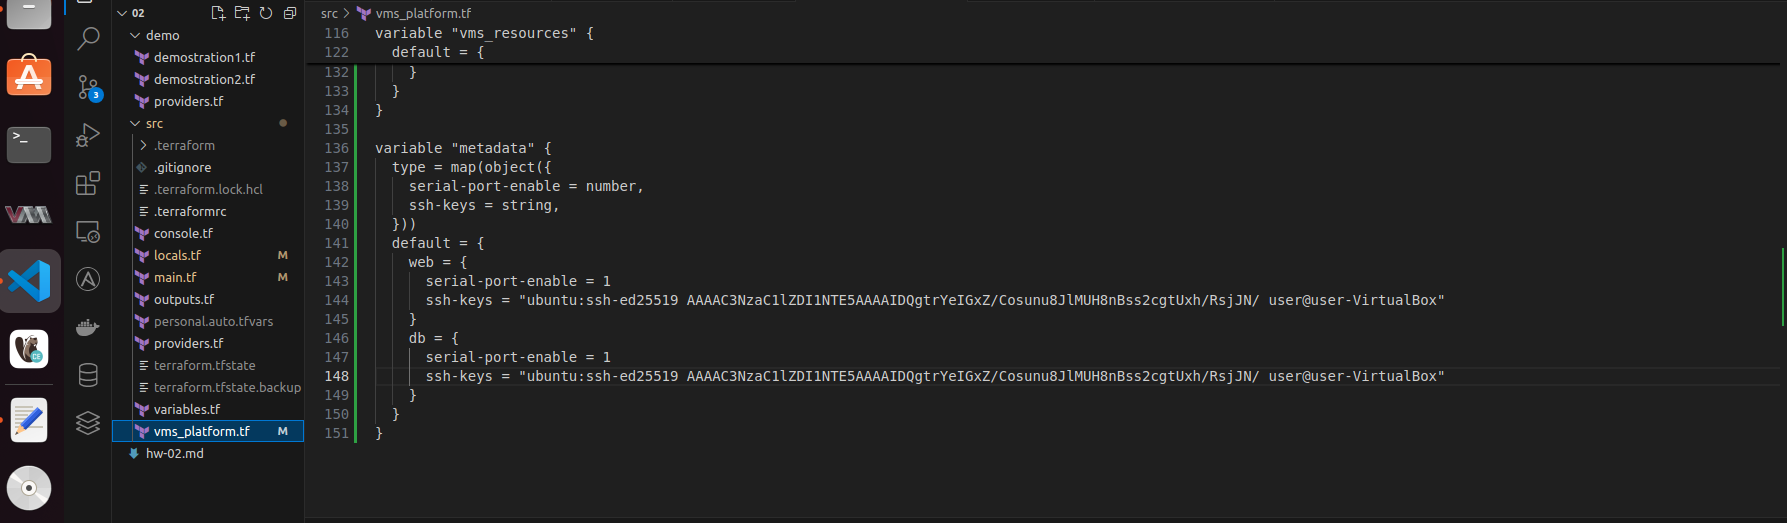 02
demo
demostration1.tf
demostration2.tf
providers.tf
src
.terraform
.gitignore
.terraform.lock.hcl
.terraformrc
console.tf
locals.tf M
main.tf M
outputs.tf
personal.auto.tfvars
providers.tf
terraform.tfstate
terraform.tfstate.backup
variables.tf
vms_platform.tf M
hw-02.md
3
>_
VM
CE
src > vms_platform.tf
116 variable "vms_resources" {
122 default = {
132 }
133 }
134 }
135
136 variable "metadata" {
137 type = map(object({
138 serial-port-enable = number,
139 ssh-keys = string,
140 }))
141 default = {
142 web = {
143 serial-port-enable = 1
144 ssh-keys = "ubuntu:ssh-ed25519 AAAAC3NzaC1lZDI1NTE5AAAAIDQgtrYeIGxZ/Cosunu8JlMUH8nBss2cgtUxh/RsjJN/ user@user-VirtualBox"
145 }
146 db = {
147 serial-port-enable = 1
148 ssh-keys = "ubuntu:ssh-ed25519 AAAAC3NzaC1lZDI1NTE5AAAAIDQgtrYeIGxZ/Cosunu8JlMUH8nBss2cgtUxh/RsjJN/ user@user-VirtualBox"
149 }
150 }
151 }